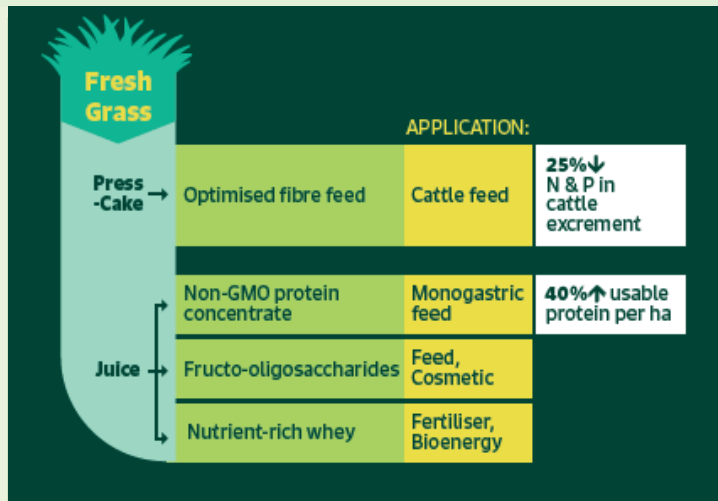 Fresh
Grass
APPLICATION:
Press
-Cake
Optimised fibre feed
Cattle feed
25%↓
N & P in
cattle
excrement
Juice
Non-GMO protein
concentrate
Monogastric
feed
40%↑ usable
protein per ha
Fructo-oligosaccharides
Feed,
Cosmetic
Nutrient-rich whey
Fertiliser,
Bioenergy